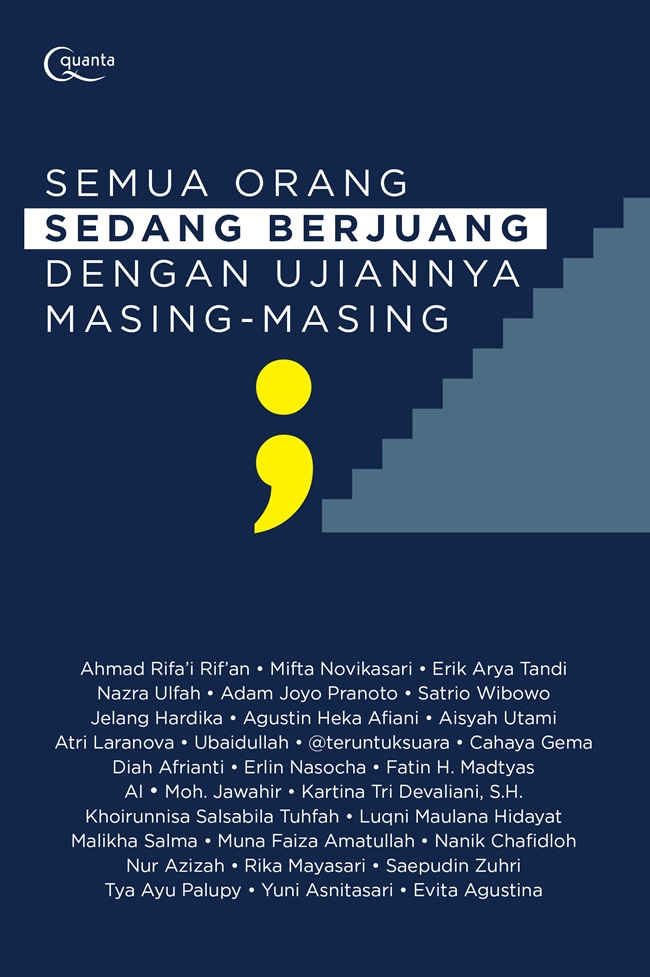 quanta
SEMUA ORANG
SEDANG BERJUANG
DENGAN UJIANNYA
MASING-MASING
;
Ahmad Rifa’i Rif’an • Mifta Novikasari • Erik Arya Tandi
Nazra Ulfah • Adam Joyo Pranoto • Satrio Wibowo
Jelang Hardika • Agustin Heka Afiani • Aisyah Utami
Atri Laranova • Ubaidullah • @teruntuksuara • Cahaya Gema
Diah Afrianti • Erlin Nasocha • Fatin H. Madtyas
Al • Moh. Jawahir • Kartina Tri Devaliani, S.H.
Khoirunnisa Salsabila Tuhfah • Luqni Maulana Hidayat
Malikha Salma • Muna Faiza Amatullah • Nanik Chafidloh
Nur Azizah • Rika Mayasari • Saepudin Zuhri
Tya Ayu Palupy • Yuni Asnitasari • Evita Agustina